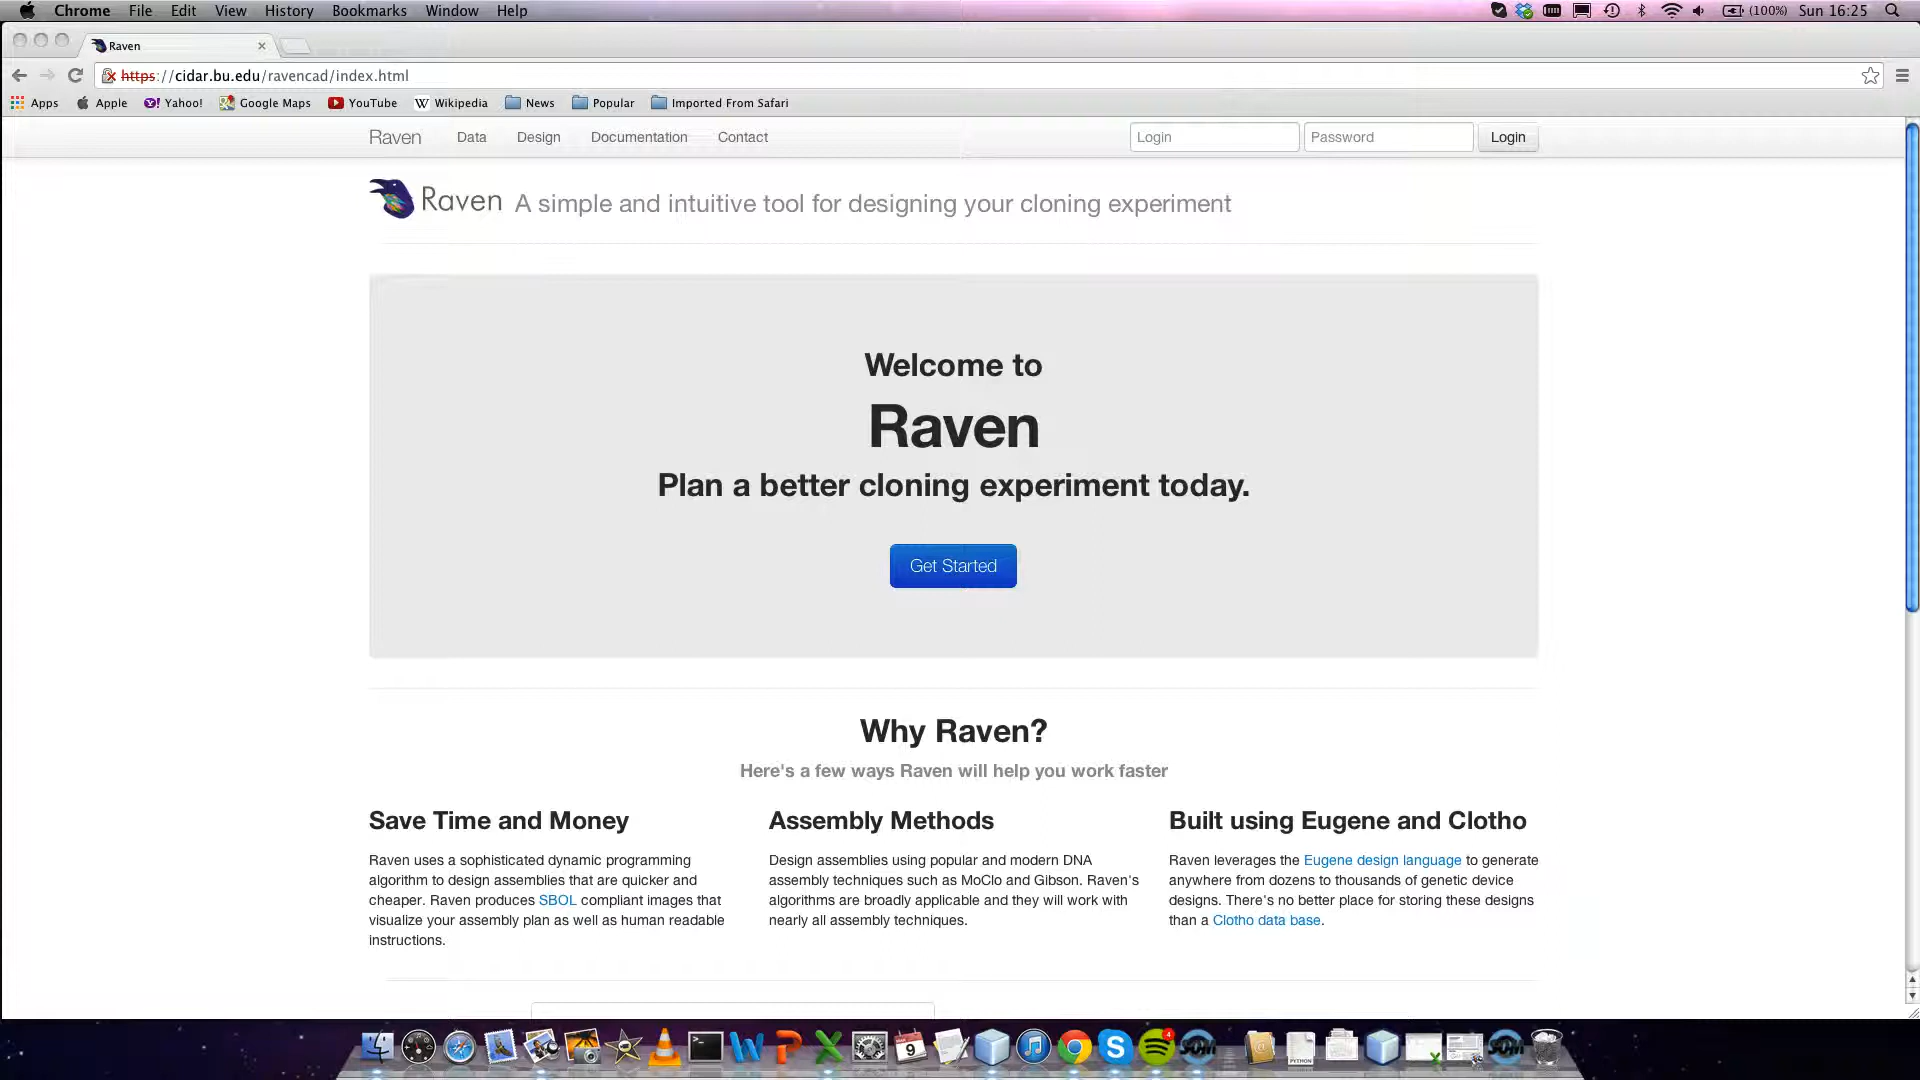 Chrome File Edit View History Bookmarks Window Help (100%) Sun 16:25
Raven
https://cidar.bu.edu/ravencad/index.html
Apps Apple Yahoo! Google Maps YouTube Wikipedia News Popular Imported From Safari
Raven Data Design Documentation Contact Login Password Login
Raven A simple and intuitive tool for designing your cloning experiment
Welcome to
Raven
Plan a better cloning experiment today.
Get Started
Why Raven?
Here's a few ways Raven will help you work faster
Save Time and Money
Raven uses a sophisticated dynamic programming
algorithm to design assemblies that are quicker and
cheaper. Raven produces SBOL compliant images that
visualize your assembly plan as well as human readable
instructions.
Assembly Methods
Design assemblies using popular and modern DNA
assembly techniques such as MoClo and Gibson. Raven's
algorithms are broadly applicable and they will work with
nearly all assembly techniques.
Built using Eugene and Clotho
Raven leverages the Eugene design language to generate
anywhere from dozens to thousands of genetic device
designs. There's no better place for storing these designs
than a Clotho data base.
9
4
PYTHON